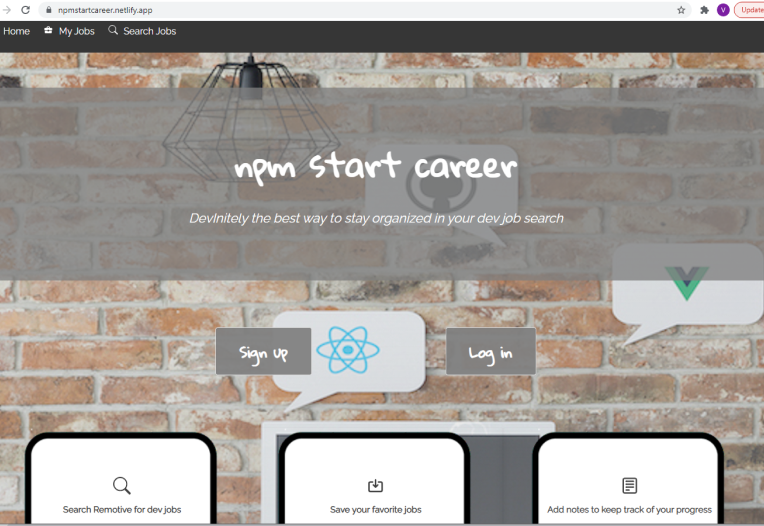 npmstartcareer.netlify.app
V
Update
Home My Jobs Search Jobs
npm start career
DevInitely the best way to stay organized in your dev job search
Sign up Log in
Search Remotive for dev jobs
Save your favorite jobs
Add notes to keep track of your progress